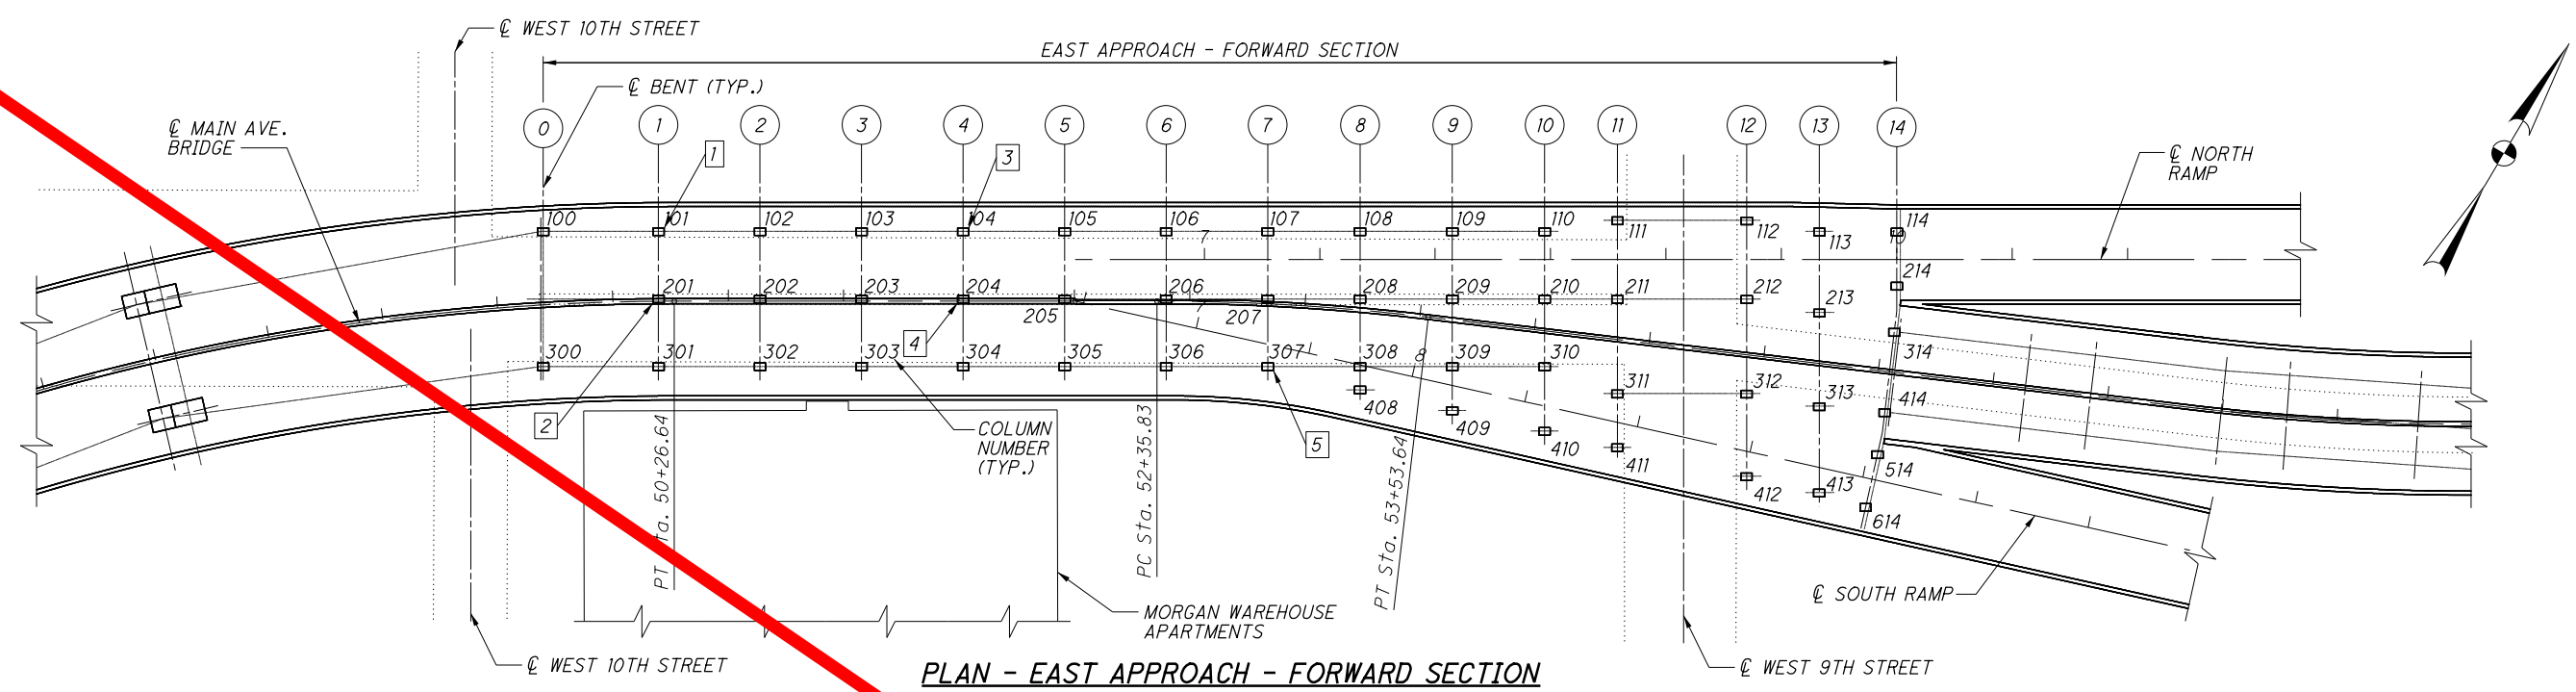 ℄ WEST 10TH STREET
EAST APPROACH - FORWARD SECTION
℄ BENT (TYP.)
℄ MAIN AVE.
BRIDGE
0 1 2 3 4 5 6 7 8 9 10 11 12 13 14
1
3
℄ NORTH
RAMP
100 101 102 103 104 105 106 107 108 109 110 111 112 113 114
7
10
201 202 203 204 205 206 207 208 209 210 211 212 213 214
7
4
300 301 302 303 304 305 306 307 308 309 310 311 312 313 314
8
408 409 410 411 412 413 414
514
614
2
5
COLUMN
NUMBER
(TYP.)
PT Sta. 50+26.64
PC Sta. 52+35.83
PT Sta. 53+53.64
℄ SOUTH RAMP
MORGAN WAREHOUSE
APARTMENTS
℄ WEST 10TH STREET
℄ WEST 9TH STREET
PLAN - EAST APPROACH - FORWARD SECTION